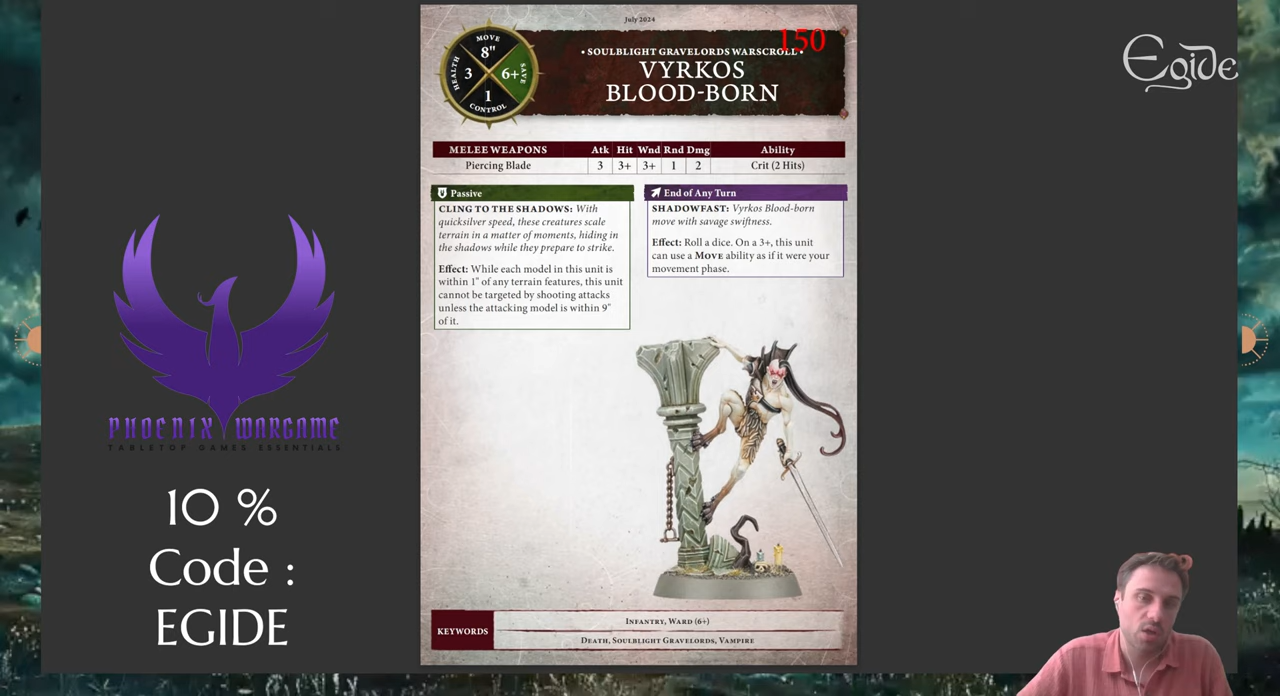 July 2024
150
Egide
MOVE
8"
HEALTH
3
6+
SAVE
1
CONTROL
• SOULBLIGHT GRAVELORDS WARSCROLL •
VYRKOS
BLOOD-BORN
MELEE WEAPONS Atk Hit Wnd Rnd Dmg Ability
Piercing Blade 3 3+ 3+ 1 2 Crit (2 Hits)
Passive
CLING TO THE SHADOWS: With
quicksilver speed, these creatures scale
terrain in a matter of moments, hiding in
the shadows while they prepare to strike.
Effect: While each model in this unit is
within 1" of any terrain features, this unit
cannot be targeted by shooting attacks
unless the attacking model is within 9"
of it.
End of Any Turn
SHADOWFAST: Vyrkos Blood-born
move with savage swiftness.
Effect: Roll a dice. On a 3+, this unit
can use a MOVE ability as if it were your
movement phase.
PHOENIX WARGAME
TABLETOP GAMES ESSENTIALS
10 %
Code :
EGIDE
KEYWORDS
INFANTRY, WARD (6+)
DEATH, SOULBLIGHT GRAVELORDS, VAMPIRE